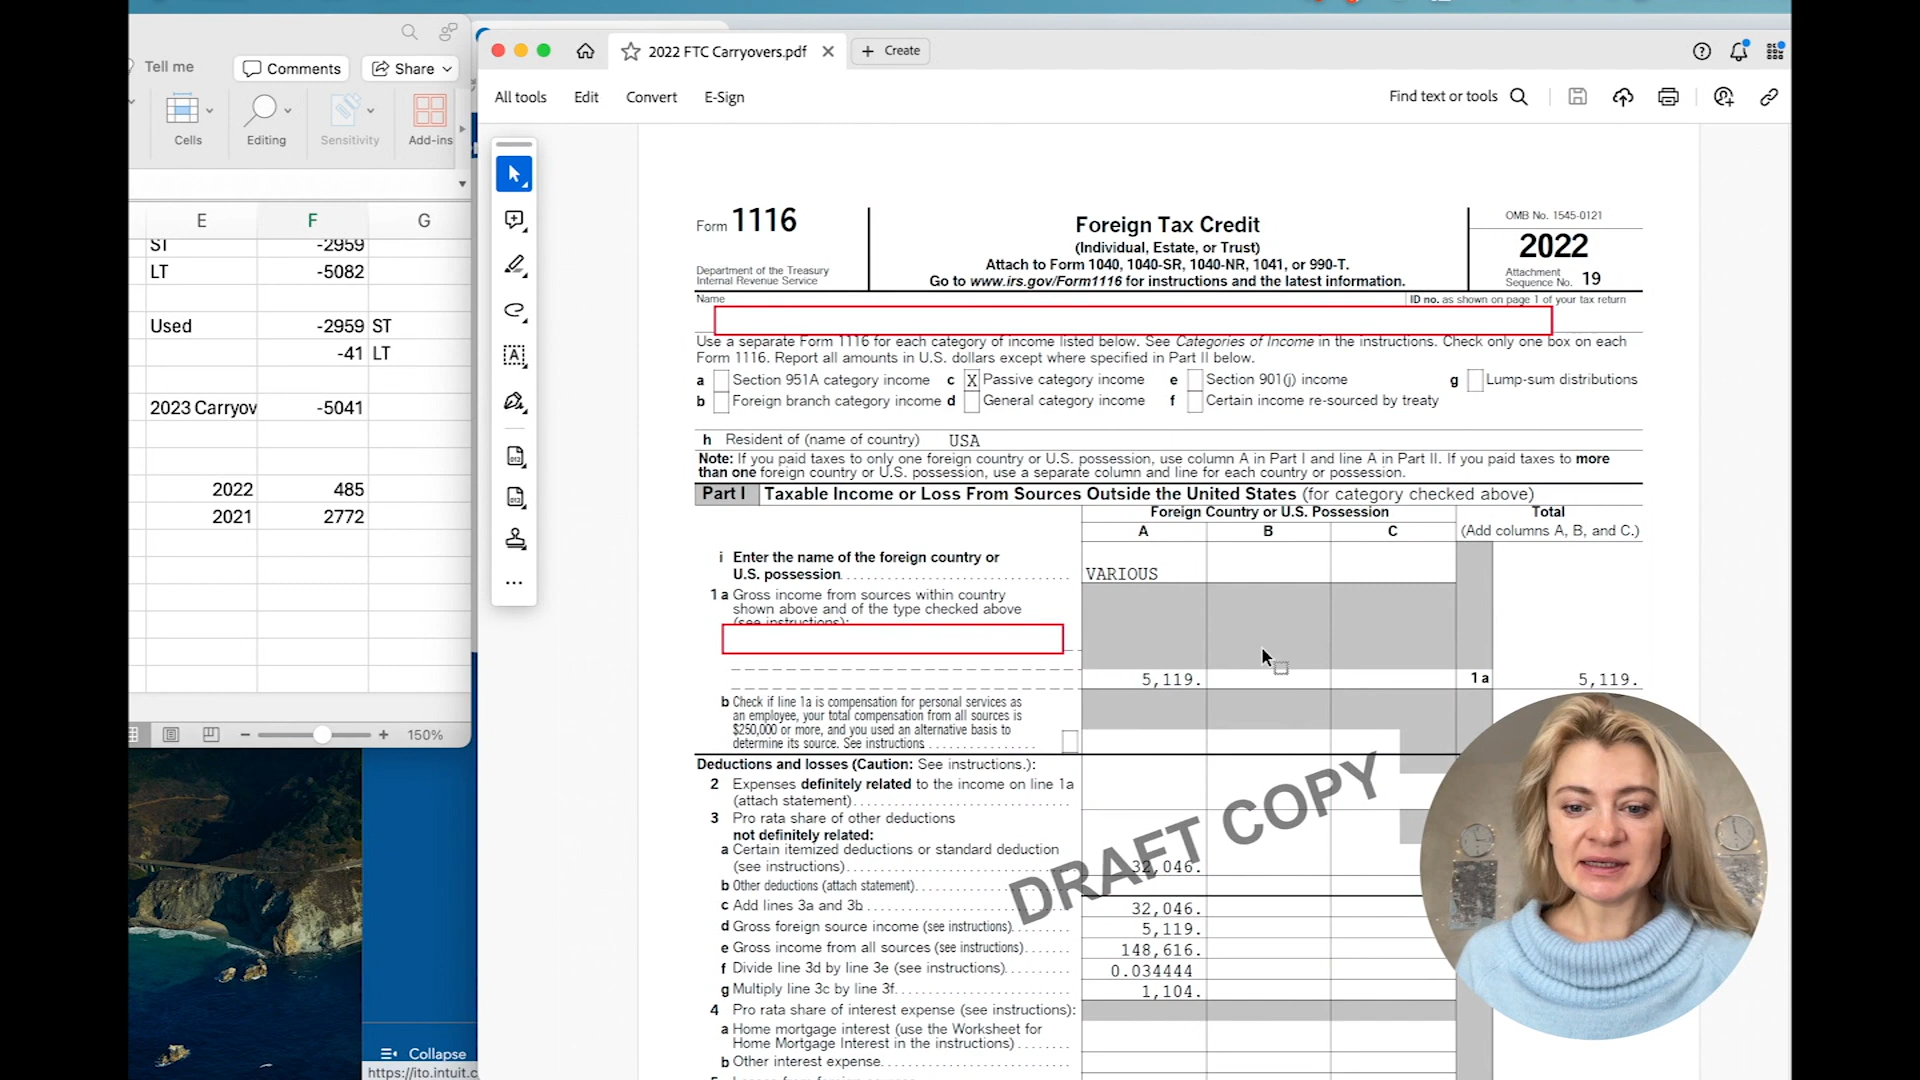 Tell me
Comments
Share
Cells
Editing
Sensitivity
Add-ins
E F G
ST -2959
LT -5082
Used -2959 ST
-41 LT
2023 Carryov -5041
2022 485
2021 2772
150%
Collapse
https://ito.intuit.c
2022 FTC Carryovers.pdf
Create
All tools Edit Convert E-Sign
Find text or tools
Form 1116
Department of the Treasury
Internal Revenue Service
Foreign Tax Credit
(Individual, Estate, or Trust)
Attach to Form 1040, 1040-SR, 1040-NR, 1041, or 990-T.
Go to www.irs.gov/Form1116 for instructions and the latest information.
OMB No. 1545-0121
2022
Attachment
Sequence No. 19
Name
ID no. as shown on page 1 of your tax return
Use a separate Form 1116 for each category of income listed below. See Categories of Income in the instructions. Check only one box on each
Form 1116. Report all amounts in U.S. dollars except where specified in Part II below.
a Section 951A category income c X Passive category income e Section 901(j) income g Lump-sum distributions
b Foreign branch category income d General category income f Certain income re-sourced by treaty
h Resident of (name of country) USA
Note: If you paid taxes to only one foreign country or U.S. possession, use column A in Part I and line A in Part II. If you paid taxes to more
than one foreign country or U.S. possession, use a separate column and line for each country or possession.
Part I Taxable Income or Loss From Sources Outside the United States (for category checked above)
Foreign Country or U.S. Possession Total
A B C (Add columns A, B, and C.)
i Enter the name of the foreign country or
U.S. possession VARIOUS
1 a Gross income from sources within country
shown above and of the type checked above
(see instructions):
5,119. 1 a 5,119.
b Check if line 1a is compensation for personal services as
an employee, your total compensation from all sources is
$250,000 or more, and you used an alternative basis to
determine its source. See instructions
Deductions and losses (Caution: See instructions.):
2 Expenses definitely related to the income on line 1a
(attach statement)
3 Pro rata share of other deductions
not definitely related:
a Certain itemized deductions or standard deduction
(see instructions) 32,046.
b Other deductions (attach statement)
c Add lines 3a and 3b 32,046.
d Gross foreign source income (see instructions) 5,119.
e Gross income from all sources (see instructions) 148,616.
f Divide line 3d by line 3e (see instructions) 0.034444
g Multiply line 3c by line 3f 1,104.
4 Pro rata share of interest expense (see instructions):
a Home mortgage interest (use the Worksheet for
Home Mortgage Interest in the instructions)
b Other interest expense
DRAFT COPY